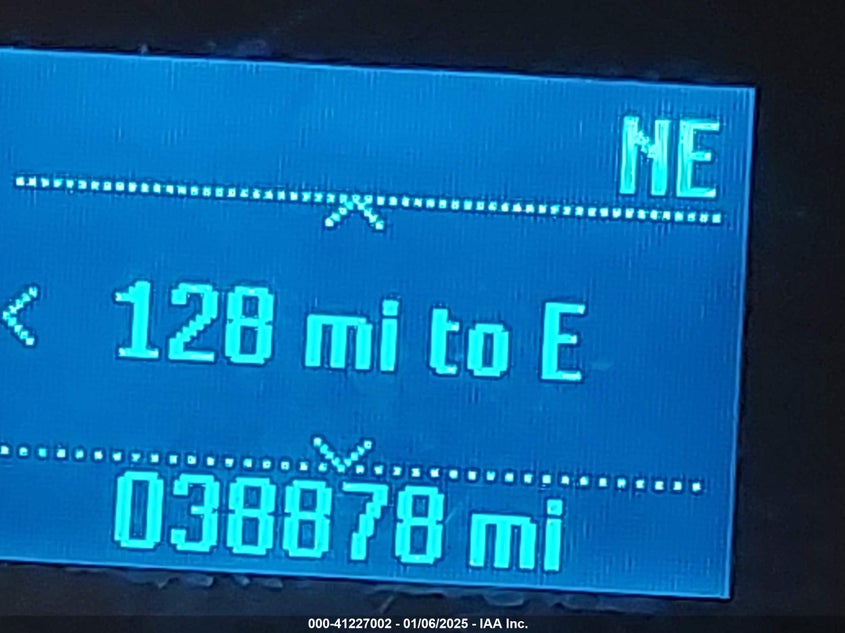 NE
128 mi to E
038878 mi
000-41227002 - 01/06/2025 - IAA Inc.